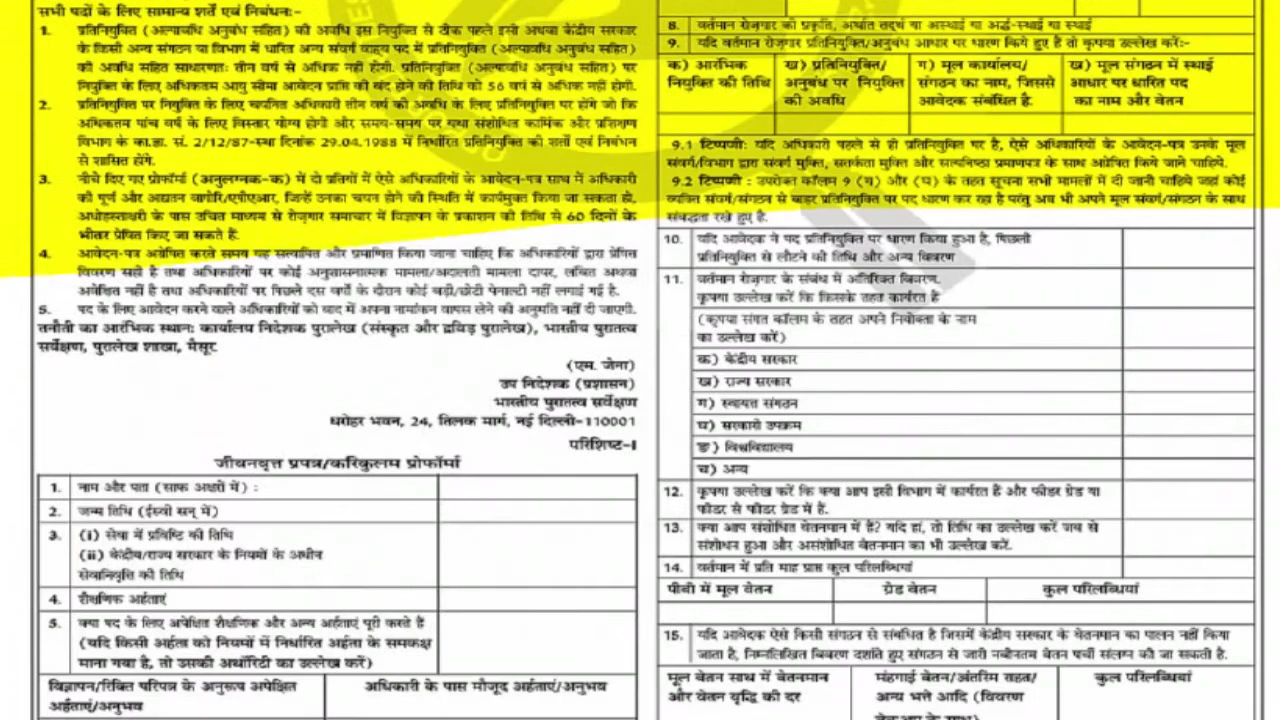 सभी पदों के लिए सामान्य शर्तें एवं निबंधन:-
1. प्रतिनियुक्ति (अल्पावधि अनुबंध सहित) की अवधि इस नियुक्ति से ठीक पहले इसी अथवा केंद्रीय सरकार
के किसी अन्य संगठन या विभाग में धारित अन्य संवर्ग वाह्य पद में प्रतिनियुक्ति (अल्पावधि अनुबंध सहित)
की अवधि सहित साधारणतः तीन वर्ष से अधिक नहीं होगी. प्रतिनियुक्ति (अल्पावधि अनुबंध सहित) पर
नियुक्ति के लिए अधिकतम आयु सीमा आवेदन प्राप्ति की बंद होने की तिथि को 56 वर्ष से अधिक नहीं होगी.
2. प्रतिनियुक्ति पर नियुक्ति के लिए चयनित अधिकारी तीन वर्ष की अवधि के लिए प्रतिनियुक्ति पर होंगे जो कि
अधिकतम पांच वर्ष के लिए विस्तार योग्य होगी और समय-समय पर यथा संशोधित कार्मिक और प्रशिक्षण
विभाग के का.ज्ञा. सं. 2/12/87-स्था दिनांक 29.04.1988 में निर्धारित प्रतिनियुक्ति की शर्तों एवं निबंधन
से शासित होंगे.
3. नीचे दिए गए प्रोफॉर्मा (अनुलग्नक-क) में दो प्रतियों में ऐसे अधिकारियों के आवेदन-पत्र साथ में अधिकारी
की पूर्ण और अद्यतन जागोरि/एपीएआर, जिन्हें उनका चयन होने की स्थिति में कार्यमुक्त किया जा सकता हो,
अधोहस्ताक्षरी के पास उचित माध्यम से रोज़गार समाचार में विज्ञापन के प्रकाशन की तिथि से 60 दिनों के
भीतर प्रेषित किए जा सकते हैं.
4. आवेदन-पत्र अग्रेषित करते समय यह सत्यापित और प्रमाणित किया जाना चाहिए कि अधिकारियों द्वारा प्रेषित
विवरण सही है तथा अधिकारियों पर कोई अनुशासनात्मक मामला/अदालती मामला दायर, लंबित अथवा
अवेक्षित नहीं है तथा अधिकारियों पर पिछले दस वर्षों के दौरान कोई बड़ी/छोटी पेनाल्टी नहीं लगाई गई है.
5. पद के लिए आवेदन करने वाले अधिकारियों को बाद में अपना नामांकन वापस लेने की अनुमति नहीं दी जाएगी.
तनौती का आरंभिक स्थान: कार्यालय निदेशक पुरालेख (संस्कृत और द्रविड़ पुरालेख), भारतीय पुरातत्व
सर्वेक्षण, पुरालेख शाखा, मैसूर.
(एम. जेना)
उप निदेशक (प्रशासन)
भारतीय पुरातत्व सर्वेक्षण
धरोहर भवन, 24, तिलक मार्ग, नई दिल्ली-110001
परिशिष्ट-I
जीवनवृत्त प्रपत्र/करिकुलम प्रोफॉर्मा
1. नाम और पता (साफ अक्षरों में) :
2. जन्म तिथि (ईस्वी सन् में)
3. (i) सेवा में प्रविष्टि की तिथि
(ii) केंद्रीय/राज्य सरकार के नियमों के अधीन
सेवानिवृत्ति की तिथि
4. शैक्षणिक अर्हताएं
5. क्या पद के लिए अपेक्षित शैक्षणिक और अन्य अर्हताएं पूरी करते हैं
(यदि किसी अर्हता को नियमों में निर्धारित अर्हता के समकक्ष
माना गया है, तो उसकी अथॉरिटी का उल्लेख करें)
विज्ञापन/रिक्ति परिपत्र के अनुरूप अपेक्षित अर्हताएं/अनुभव
अधिकारी के पास मौजूद अर्हताएं/अनुभव
8. वर्तमान रोज़गार की प्रकृति, अर्थात तदर्थ या अस्थाई या अर्द्ध-स्थाई या स्थाई
9. यदि वर्तमान रोज़गार प्रतिनियुक्ति/अनुबंध आधार पर धारण किये हुए है तो कृपया उल्लेख करें:-
क) आरंभिक नियुक्ति की तिथि
ख) प्रतिनियुक्ति/ अनुबंध पर नियुक्ति की अवधि
ग) मूल कार्यालय/ संगठन का नाम, जिससे आवेदक संबंधित है.
ख) मूल संगठन में स्थाई आधार पर धारित पद का नाम और वेतन
9.1 टिप्पणी: यदि अधिकारी पहले से ही प्रतिनियुक्ति पर है, ऐसे अधिकारियों के आवेदन-पत्र उनके मूल
संवर्ग/विभाग द्वारा संवर्ग मुक्ति, सतर्कता मुक्ति और सत्यनिष्ठा प्रमाणपत्र के साथ अग्रेषित किये जाने चाहिये.
9.2 टिप्पणी : उपरोक्त कॉलम 9 (ग) और (घ) के तहत सूचना सभी मामलों में दी जानी चाहिये जहां कोई
व्यक्ति संवर्ग/संगठन से बाहर प्रतिनियुक्ति पर पद धारण कर रहा है परंतु अब भी अपने मूल संवर्ग/संगठन के साथ
संबद्धता रखे हुए है.
10. यदि आवेदक ने पद प्रतिनियुक्ति पर धारण किया हुआ है, पिछली
प्रतिनियुक्ति से लौटने की तिथि और अन्य विवरण
11. वर्तमान रोज़गार के संबंध में अतिरिक्त विवरण.
कृपया उल्लेख करें कि किसके तहत कार्यरत है
(कृपया संगत कॉलम के तहत अपने नियोक्ता के नाम
का उल्लेख करें)
क) केंद्रीय सरकार
ख) राज्य सरकार
ग) स्वायत्त संगठन
घ) सरकारी उपक्रम
ङ) विश्वविद्यालय
च) अन्य
12. कृपया उल्लेख करें कि क्या आप इसी विभाग में कार्यरत हैं और फीडर ग्रेड या
फीडर से फीडर ग्रेड में हैं.
13. क्या आप संशोधित वेतनमान में है? यदि हां, तो तिथि का उल्लेख करें जब से
संशोधन हुआ और असंशोधित वेतनमान का भी उल्लेख करें.
14. वर्तमान में प्रति माह प्राप्त कुल परिलब्धियां
पीबी में मूल वेतन ग्रेड वेतन कुल परिलब्धियां
15. यदि आवेदक ऐसे किसी संगठन से संबंधित है जिसमें केंद्रीय सरकार के वेतनमान का पालन नहीं किया
जाता है, निम्नलिखित विवरण दर्शाते हुए संगठन से जारी नवीनतम वेतन पर्ची संलग्न की जा सकती है.
मूल वेतन साथ में वेतनमान और वेतन वृद्धि की दर
मंहगाई वेतन/अंतरिम राहत/ अन्य भत्ते आदि (विवरण
कुल परिलब्धियां